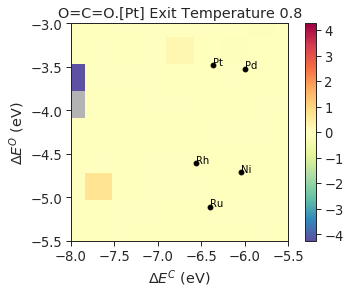 O=C=O.[Pt] Exit Temperature 0.8
−3.0
−3.5
−4.0
−4.5
−5.0
−5.5
ΔE^O (eV)
Pt
Pd
Rh
Ni
Ru
−8.0 −7.5 −7.0 −6.5 −6.0 −5.5
ΔE^C (eV)
4
3
2
1
0
−1
−2
−3
−4